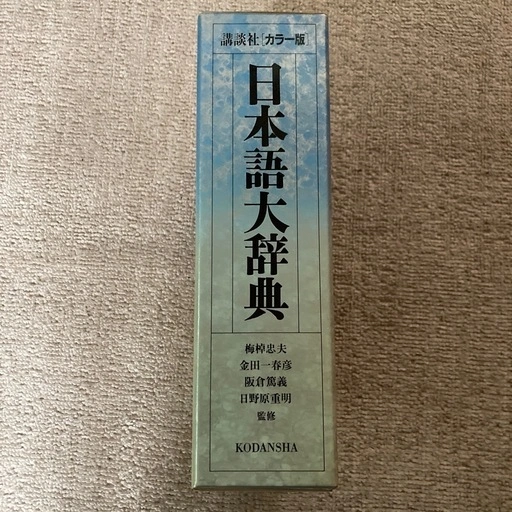 講談社［カラー版］
日本語大辞典
梅棹忠夫
金田一春彦
阪倉篤義
日野原重明
監修
KODANSHA